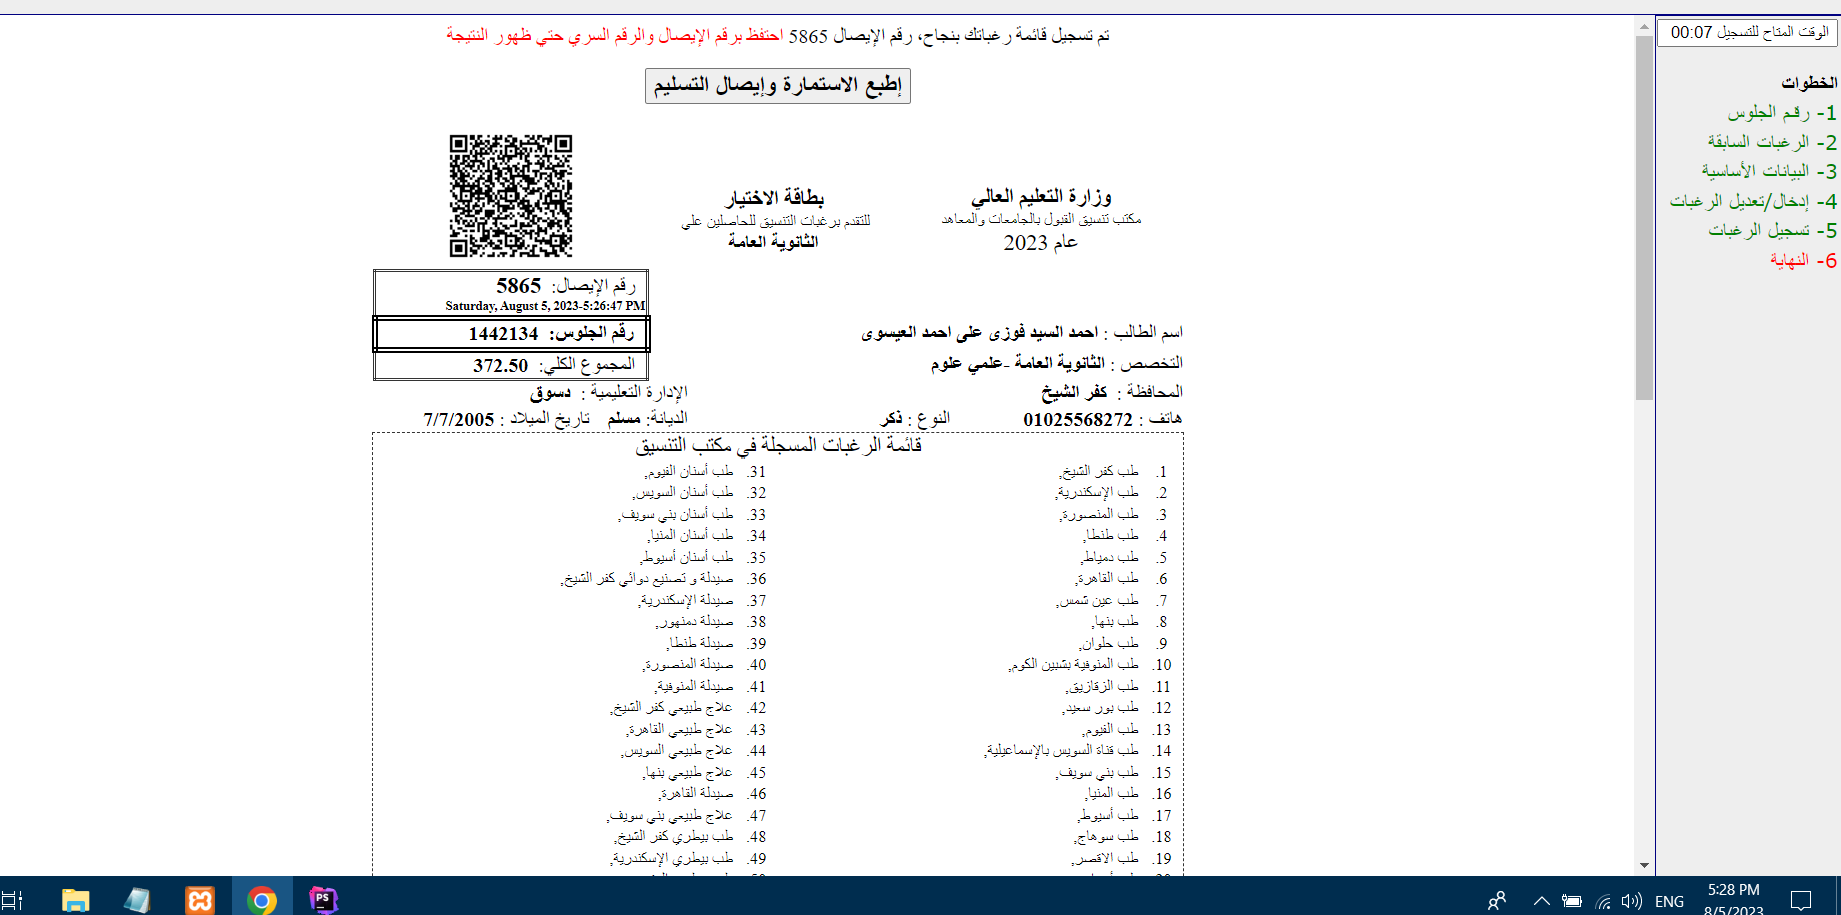 تم تسجيل قائمة رغباتك بنجاح، رقم الإيصال 5865 احتفظ برقم الإيصال والرقم السري حتي ظهور النتيجة
إطبع الاستمارة وإيصال التسليم
وزارة التعليم العالي
مكتب تنسيق القبول بالجامعات والمعاهد
عام 2023
بطاقة الاختيار
للتقدم برغبات التنسيق للحاصلين علي
الثانوية العامة
رقم الإيصال: 5865
Saturday, August 5, 2023-5:26:47 PM
رقم الجلوس: 1442134
المجموع الكلي: 372.50
اسم الطالب : احمد السيد فوزى على احمد العيسوى
التخصص : الثانوية العامة -علمي علوم
المحافظة : كفر الشيخ
الإدارة التعليمية : دسوق
هاتف : 01025568272
النوع : ذكر
الديانة: مسلم
تاريخ الميلاد : 7/7/2005
قائمة الرغبات المسجلة في مكتب التنسيق
1. طب كفر الشيخ,
2. طب الإسكندرية,
3. طب المنصورة,
4. طب طنطا,
5. طب دمياط,
6. طب القاهرة,
7. طب عين شمس,
8. طب بنها,
9. طب حلوان,
10. طب المنوفية بشبين الكوم,
11. طب الزقازيق,
12. طب بور سعيد,
13. طب الفيوم,
14. طب قناة السويس بالإسماعيلية,
15. طب بني سويف,
16. طب المنيا,
17. طب أسيوط,
18. طب سوهاج,
19. طب الاقصر,
31. طب أسنان الفيوم,
32. طب أسنان السويس,
33. طب أسنان بني سويف,
34. طب أسنان المنيا,
35. طب أسنان أسيوط,
36. صيدلة و تصنيع دوائي كفر الشيخ,
37. صيدلة الإسكندرية,
38. صيدلة دمنهور,
39. صيدلة طنطا,
40. صيدلة المنصورة,
41. صيدلة المنوفية,
42. علاج طبيعي كفر الشيخ,
43. علاج طبيعي القاهرة,
44. علاج طبيعي السويس,
45. علاج طبيعي بنها,
46. صيدلة القاهرة,
47. علاج طبيعي بني سويف,
48. طب بيطري كفر الشيخ,
49. طب بيطري الإسكندرية,
الوقت المتاح للتسجيل 00:07
الخطوات
1- رقم الجلوس
2- الرغبات السابقة
3- البيانات الأساسية
4- إدخال/تعديل الرغبات
5- تسجيل الرغبات
6- النهاية
PS
ENG
5:28 PM
8/5/2023